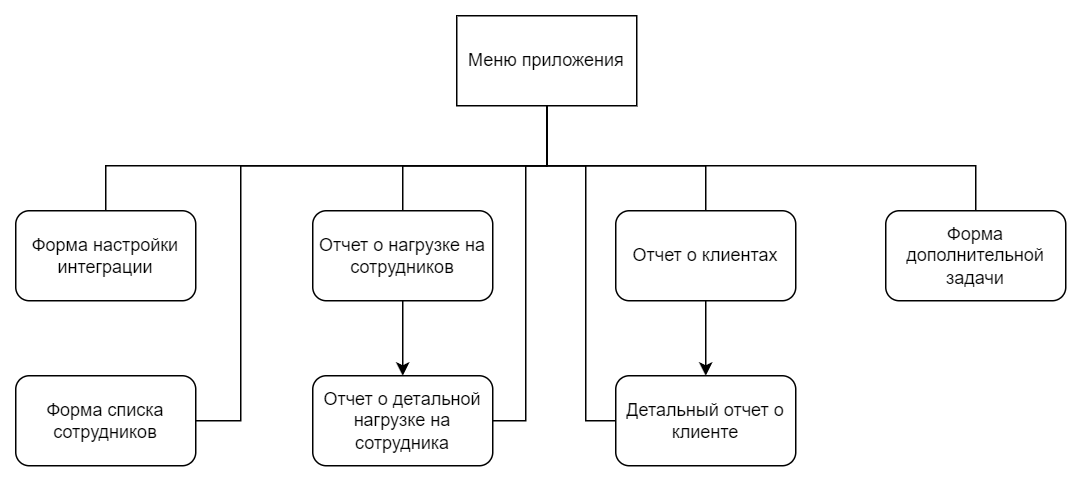 Меню приложения
Форма настройки
интеграции
Отчет о нагрузке на
сотрудников
Отчет о клиентах
Форма
дополнительной
задачи
Форма списка
сотрудников
Отчет о детальной
нагрузке на
сотрудника
Детальный отчет о
клиенте